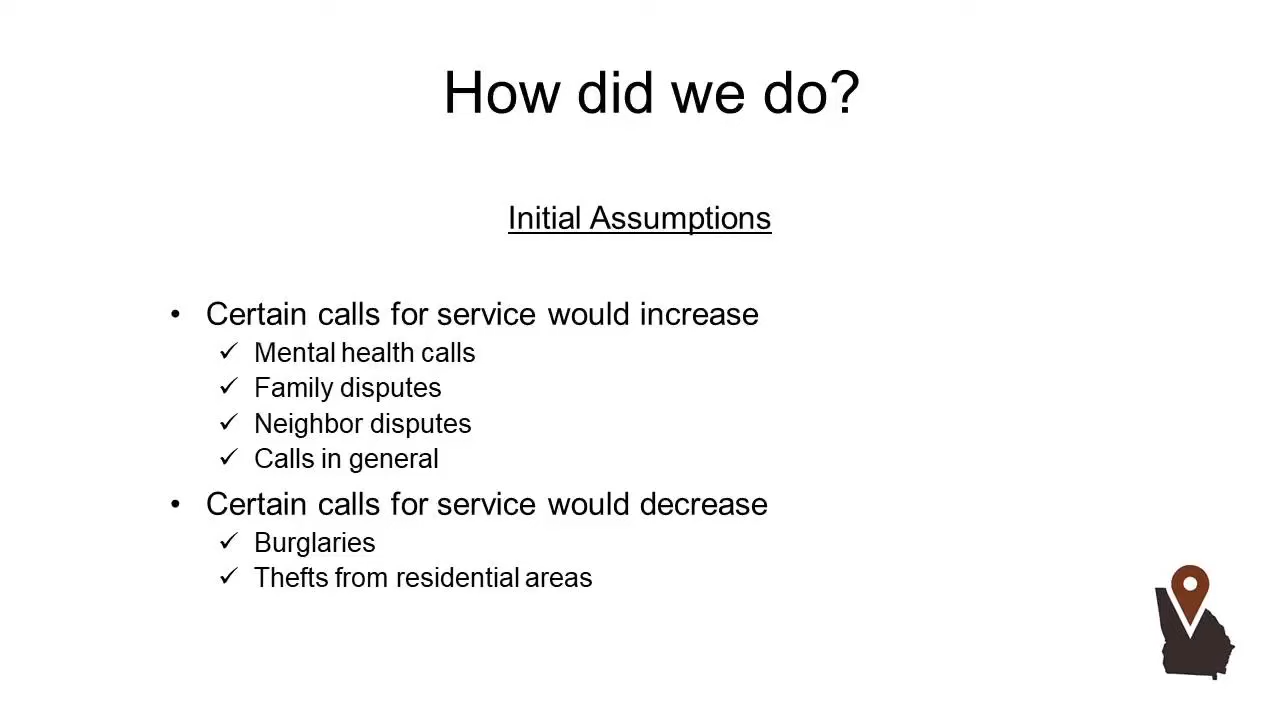 How did we do?
Initial Assumptions
• Certain calls for service would increase
✓ Mental health calls
✓ Family disputes
✓ Neighbor disputes
✓ Calls in general
• Certain calls for service would decrease
✓ Burglaries
✓ Thefts from residential areas